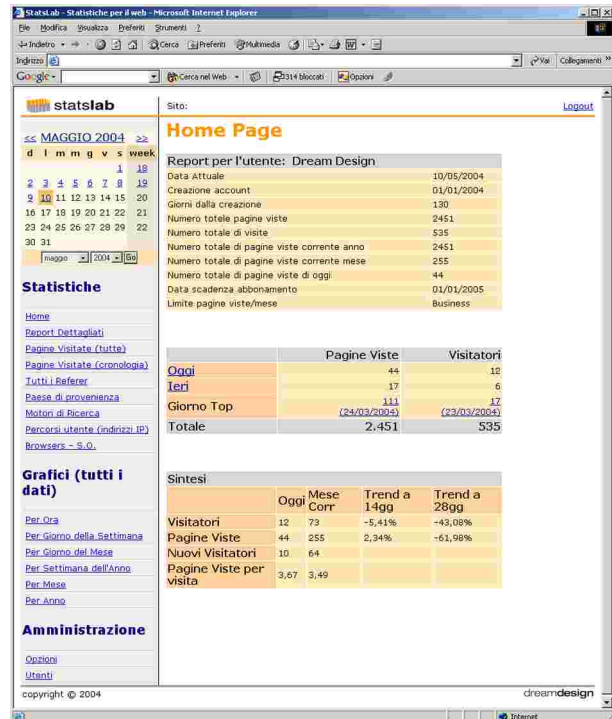 StatsLab - Statistiche per il web - Microsoft Internet Explorer
File Modifica Visualizza Preferiti Strumenti ?
Indietro Cerca Preferiti Multimedia
Indirizzo Vai Collegamenti »
Google Cerca nel Web 314 bloccati Opzioni
statslab
Sito: Logout
Home Page
<< MAGGIO 2004 >>
d l m m g v s week
1 18
2 3 4 5 6 7 8 19
9 10 11 12 13 14 15 20
16 17 18 19 20 21 22 21
23 24 25 26 27 28 29 22
30 31
maggio 2004 Go
Statistiche
Home
Report Dettagliati
Pagine Visitate (tutte)
Pagine Visitate (cronologia)
Tutti i Referer
Paese di provenienza
Motori di Ricerca
Percorsi utente (indirizzi IP)
Browsers - S.O.
Grafici (tutti i
dati)
Per Ora
Per Giorno della Settimana
Per Giorno del Mese
Per Settimana dell'Anno
Per Mese
Per Anno
Amministrazione
Opzioni
Utenti
Report per l'utente: Dream Design
Data Attuale 10/05/2004
Creazione account 01/01/2004
Giorni dalla creazione 130
Numero totele pagine viste 2451
Numero totale di visite 535
Numero totale di pagine viste corrente anno 2451
Numero totale di pagine viste corrente mese 255
Numero totale di pagine viste di oggi 44
Data scadenza abbonamento 01/01/2005
Limite pagine viste/mese Business
Pagine Viste Visitatori
Oggi 44 12
Ieri 17 6
Giorno Top 111 (24/03/2004) 17 (23/03/2004)
Totale 2.451 535
Sintesi
Oggi Mese Corr Trend a 14gg Trend a 28gg
Visitatori 12 73 -5,41% -43,08%
Pagine Viste 44 255 2,34% -61,98%
Nuovi Visitatori 10 64
Pagine Viste per visita 3,67 3,49
copyright © 2004 dreamdesign
Internet